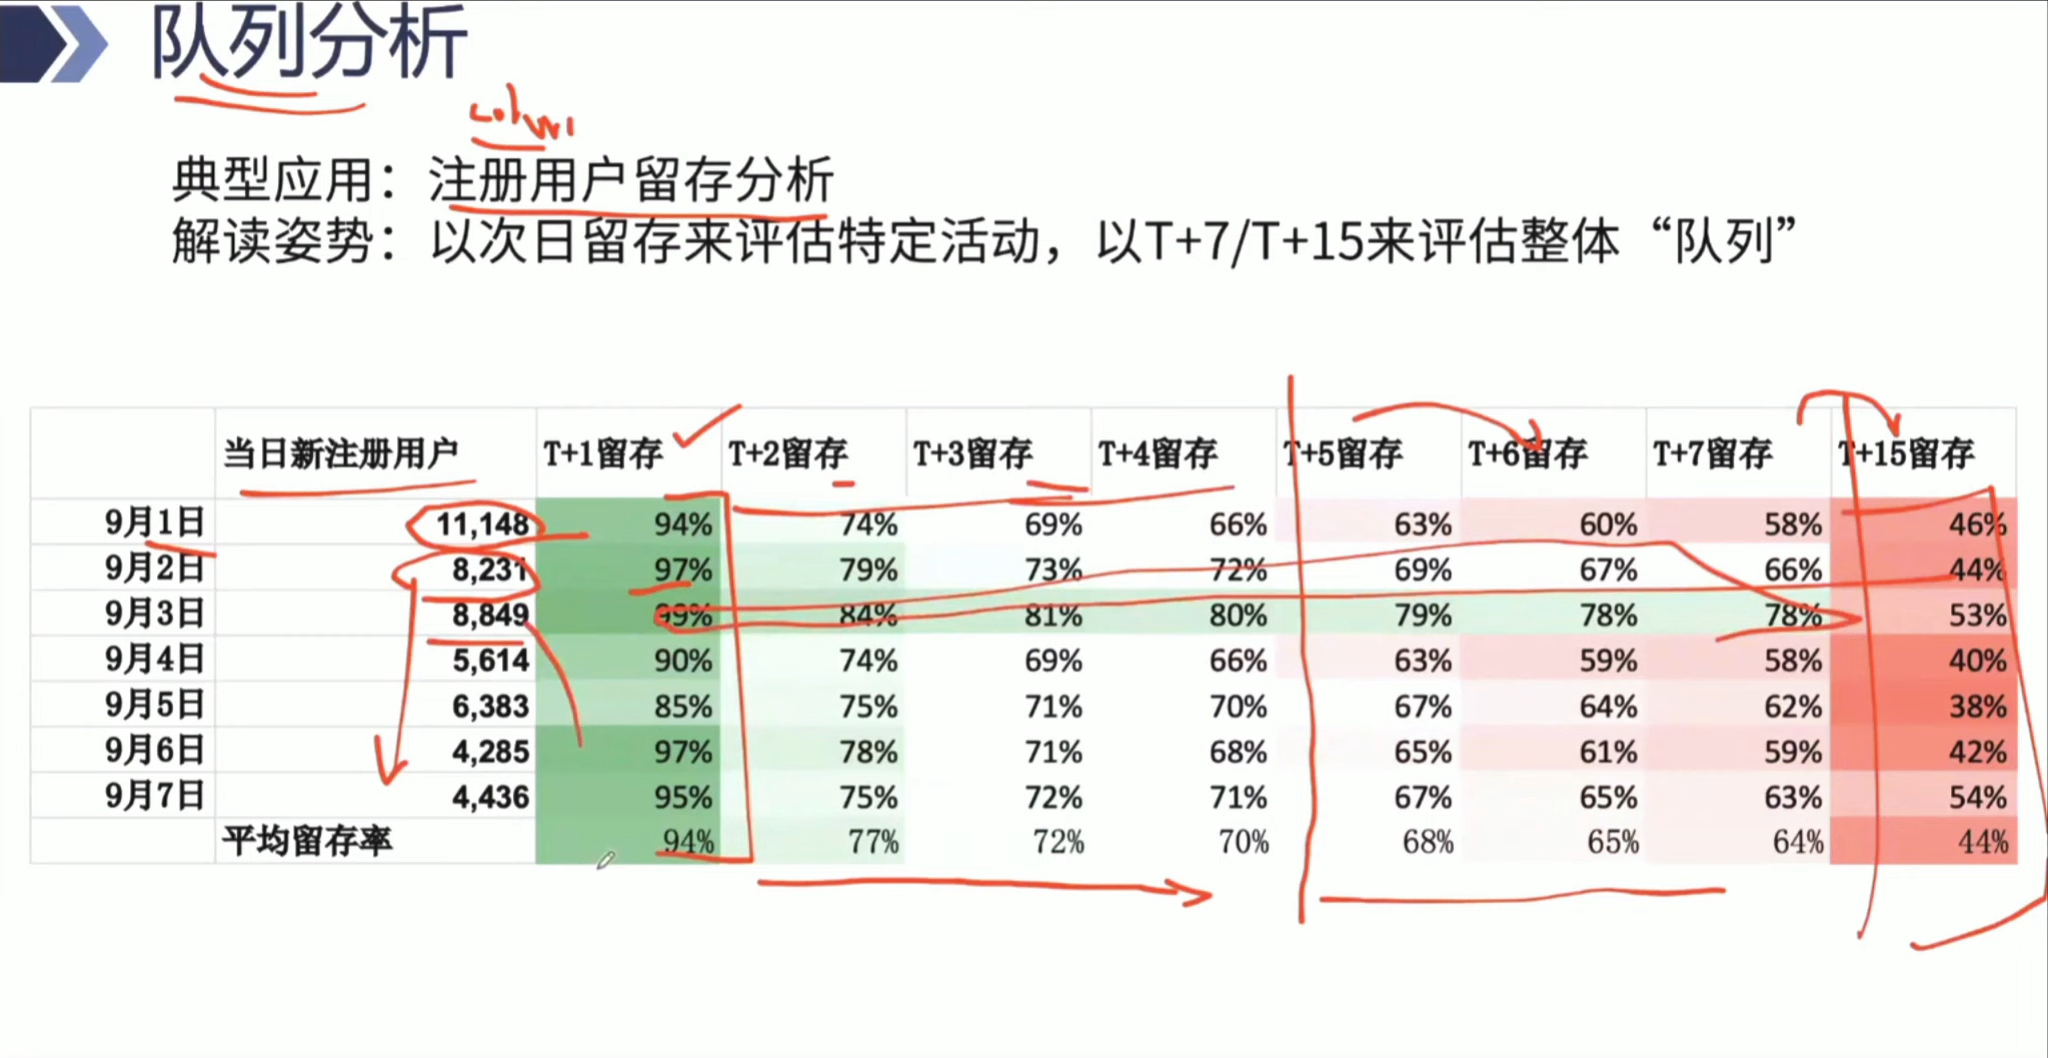 队列分析
典型应用：注册用户留存分析
解读姿势：以次日留存来评估特定活动，以T+7/T+15来评估整体“队列”
当日新注册用户 T+1留存 T+2留存 T+3留存 T+4留存 T+5留存 T+6留存 T+7留存 T+15留存
9月1日 11,148 94% 74% 69% 66% 63% 60% 58% 46%
9月2日 8,231 97% 79% 73% 72% 69% 67% 66% 44%
9月3日 8,849 99% 84% 81% 80% 79% 78% 78% 53%
9月4日 5,614 90% 74% 69% 66% 63% 59% 58% 40%
9月5日 6,383 85% 75% 71% 70% 67% 64% 62% 38%
9月6日 4,285 97% 78% 71% 68% 65% 61% 59% 42%
9月7日 4,436 95% 75% 72% 71% 67% 65% 63% 54%
平均留存率 94% 77% 72% 70% 68% 65% 64% 44%